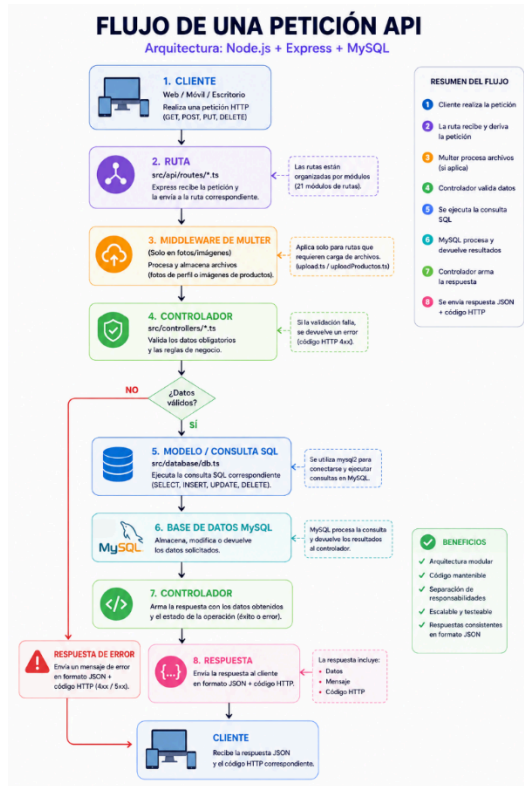 FLUJO DE UNA PETICIÓN API
Arquitectura: Node.js + Express + MySQL
1. CLIENTE
Web / Móvil / Escritorio
Realiza una petición HTTP
(GET, POST, PUT, DELETE)
2. RUTA
src/api/routes/*.ts
Express recibe la petición y
la envía a la ruta correspondiente.
Las rutas están
organizadas por módulos
(21 módulos de rutas).
3. MIDDLEWARE DE MULTER
(Solo en fotos/imágenes)
Procesa y almacena archivos
(fotos de perfil o imágenes de productos).
Aplica solo para rutas que
requieren carga de archivos.
(upload.ts / uploadProductos.ts)
4. CONTROLADOR
src/controllers/*.ts
Valida los datos obligatorios
y las reglas de negocio.
Si la validación falla,
se devuelve un error
(código HTTP 4xx).
¿Datos
válidos?
NO
SÍ
5. MODELO / CONSULTA SQL
src/database/db.ts
Ejecuta la consulta SQL correspondiente
(SELECT, INSERT, UPDATE, DELETE).
Se utiliza mysql2 para
conectarse y ejecutar
consultas en MySQL.
MySQL
6. BASE DE DATOS MySQL
Almacena, modifica o devuelve
los datos solicitados.
MySQL procesa la consulta
y devuelve los resultados
al controlador.
7. CONTROLADOR
Arma la respuesta con los datos obtenidos
y el estado de la operación (éxito o error).
RESPUESTA DE ERROR
Envía un mensaje de error
en formato JSON +
código HTTP (4xx / 5xx).
8. RESPUESTA
Envía la respuesta al cliente
en formato JSON + código HTTP.
La respuesta incluye:
• Datos
• Mensaje
• Código HTTP
CLIENTE
Recibe la respuesta JSON
y el código HTTP correspondiente.
RESUMEN DEL FLUJO
1 Cliente realiza la petición
2 La ruta recibe y deriva
la petición
3 Multer procesa archivos
(si aplica)
4 Controlador valida datos
5 Se ejecuta la consulta
SQL
6 MySQL procesa y
devuelve resultados
7 Controlador arma
la respuesta
8 Se envía respuesta JSON
+ código HTTP
BENEFICIOS
✓ Arquitectura modular
✓ Código mantenible
✓ Separación de
responsabilidades
✓ Escalable y testeable
✓ Respuestas consistentes
en formato JSON